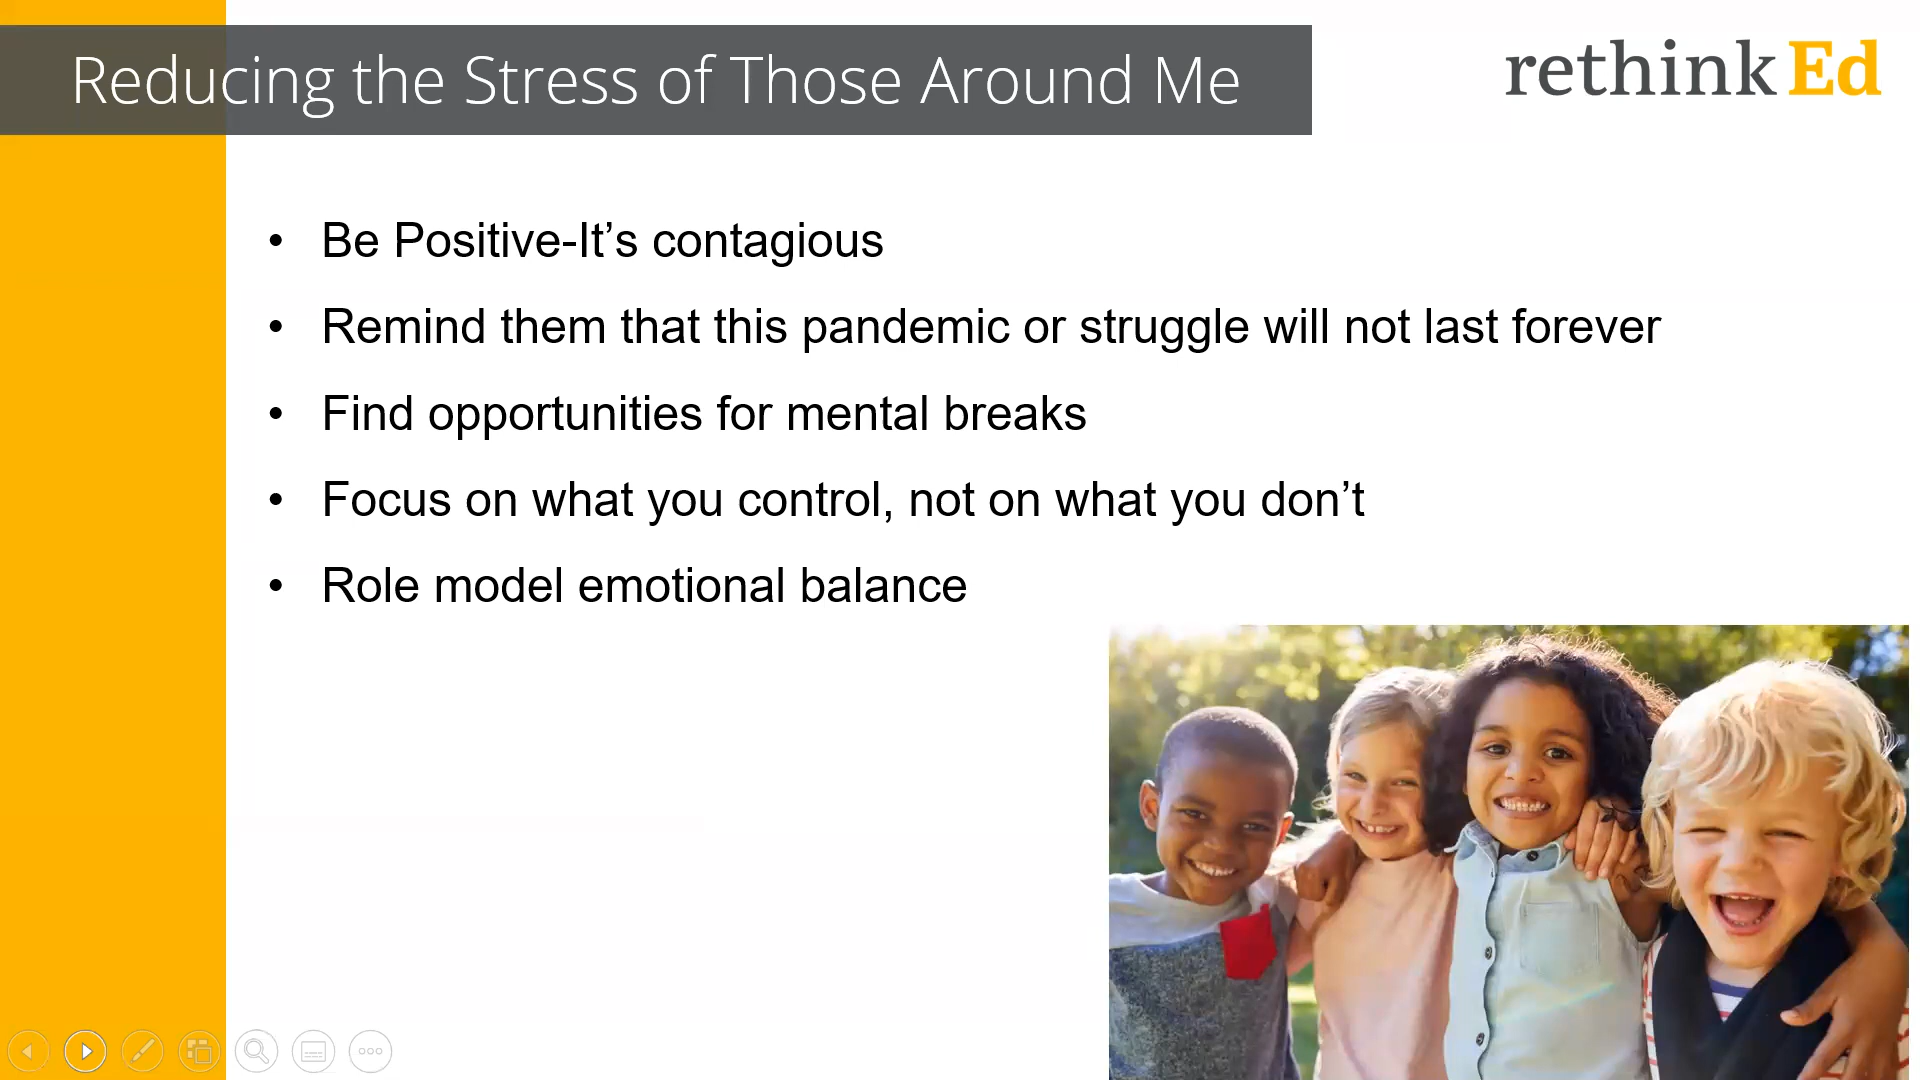 Reducing the Stress of Those Around Me
rethink Ed
• Be Positive-It’s contagious
• Remind them that this pandemic or struggle will not last forever
• Find opportunities for mental breaks
• Focus on what you control, not on what you don’t
• Role model emotional balance